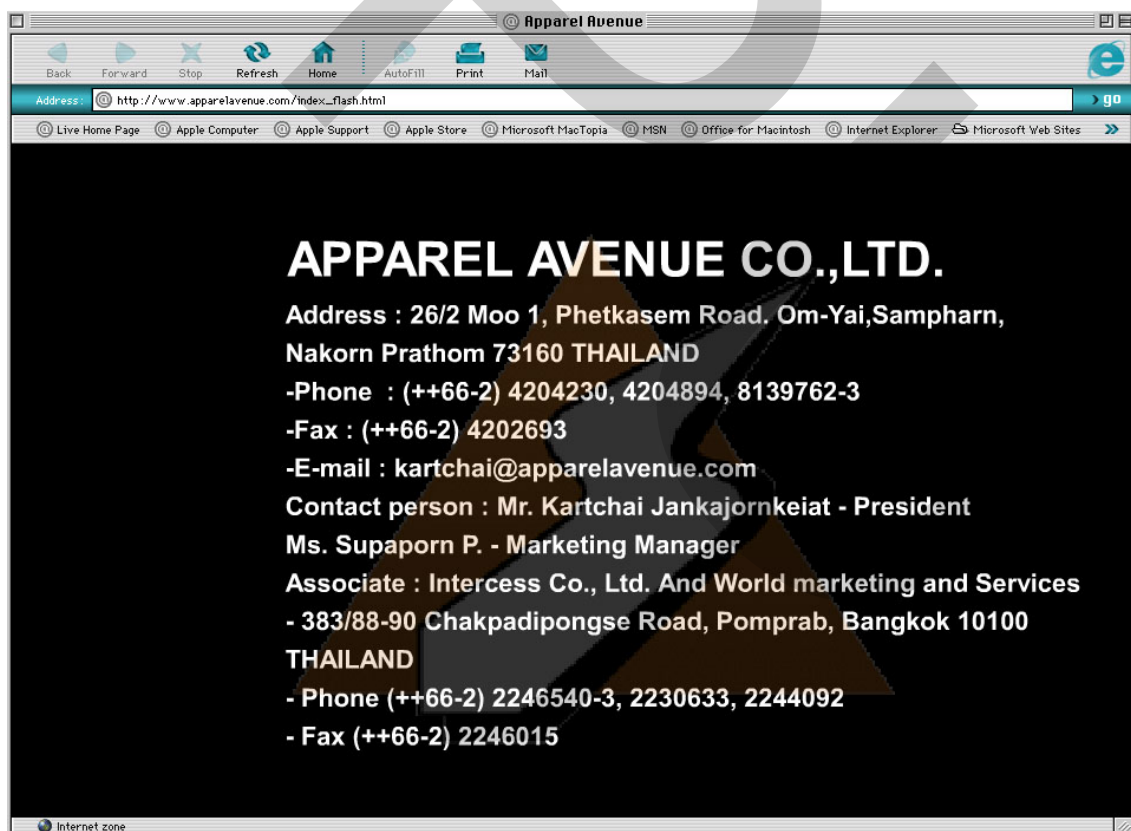 @ Apparel Avenue
Back Forward Stop Refresh Home AutoFill Print Mail
Address: @ http://www.apparelavenue.com/index_flash.html go
@ Live Home Page @ Apple Computer @ Apple Support @ Apple Store @ Microsoft MacTopia @ MSN @ Office for Macintosh @ Internet Explorer Microsoft Web Sites »
APPAREL AVENUE CO.,LTD.
Address : 26/2 Moo 1, Phetkasem Road. Om-Yai,Sampharn,
Nakorn Prathom 73160 THAILAND
-Phone : (++66-2) 4204230, 4204894, 8139762-3
-Fax : (++66-2) 4202693
-E-mail : kartchai@apparelavenue.com
Contact person : Mr. Kartchai Jankajornkeiat - President
Ms. Supaporn P. - Marketing Manager
Associate : Intercess Co., Ltd. And World marketing and Services
- 383/88-90 Chakpadipongse Road, Pomprab, Bangkok 10100
THAILAND
- Phone (++66-2) 2246540-3, 2230633, 2244092
- Fax (++66-2) 2246015
Internet zone